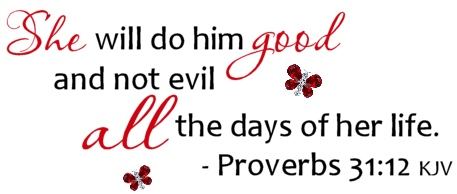 She will do him good
and not evil
all the days of her life.
- Proverbs 31:12 KJV